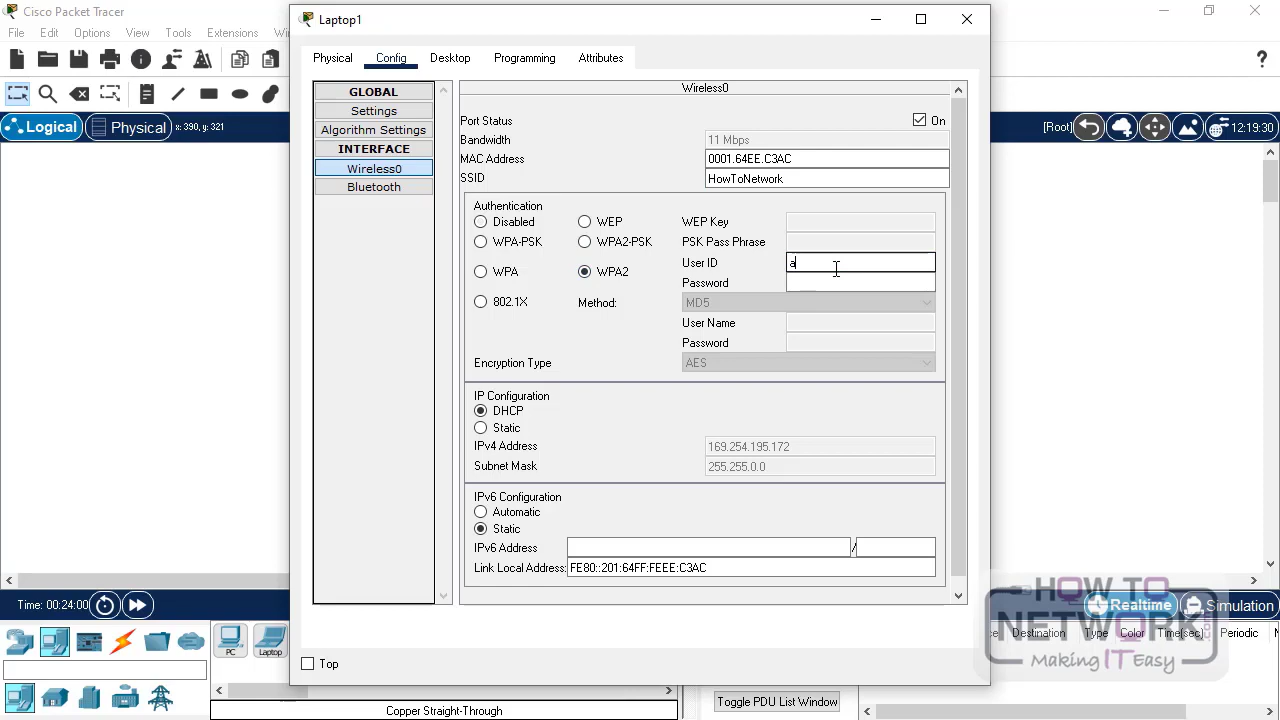 Cisco Packet Tracer
File Edit Options View Tools Extensions
Laptop1
Physical Config Desktop Programming Attributes
Logical Physical x: 390, y: 321
[Root] 12:19:30
GLOBAL
Settings
Algorithm Settings
INTERFACE
Wireless0
Bluetooth
Wireless0
Port Status On
Bandwidth 11 Mbps
MAC Address 0001.64EE.C3AC
SSID HowToNetwork
Authentication
Disabled WEP WEP Key
WPA-PSK WPA2-PSK PSK Pass Phrase
User ID a
WPA WPA2
Password
802.1X Method: MD5
User Name
Password
Encryption Type AES
IP Configuration
DHCP
Static
IPv4 Address 169.254.195.172
Subnet Mask 255.255.0.0
IPv6 Configuration
Automatic
Static
IPv6 Address /
Link Local Address: FE80::201:64FF:FEEE:C3AC
Time: 00:24:00
Realtime Simulation
HOW TO
NETWORK
.com
Making IT Easy
Destination Type Color Time(sec) Periodic
PC Laptop
Top
Toggle PDU List Window
Copper Straight-Through